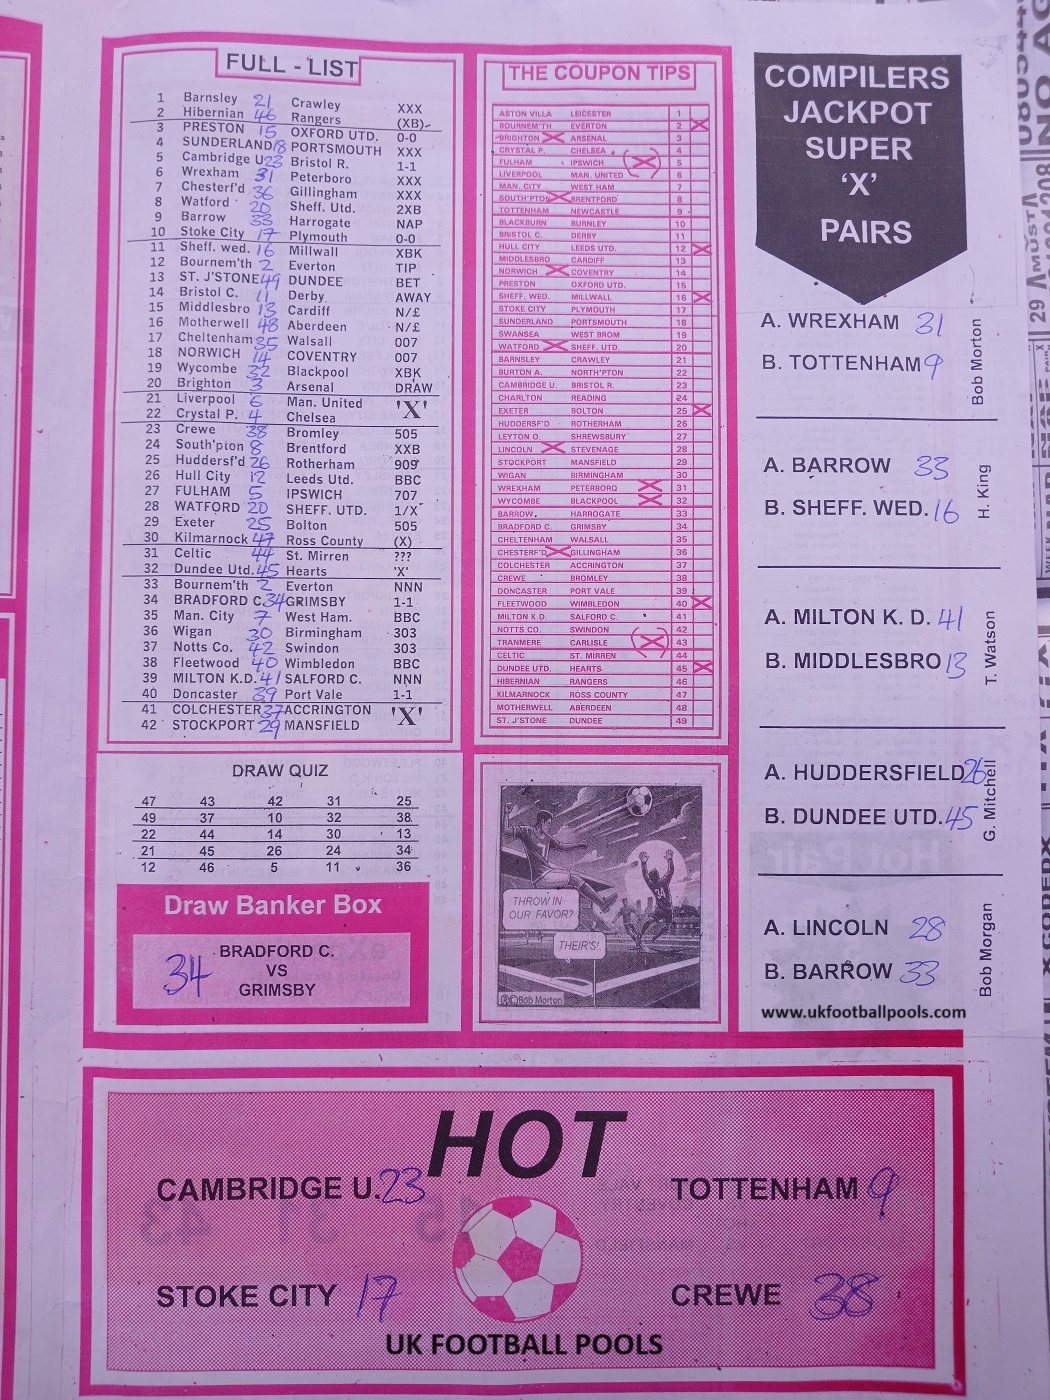 FULL - LIST
1 Barnsley 21 Crawley XXX
2 Hibernian 46 Rangers (XB)-
3 PRESTON 15 OXFORD UTD. 0-0
4 SUNDERLAND 18 PORTSMOUTH XXX
5 Cambridge U. 23 Bristol R. 1-1
6 Wrexham 31 Peterboro XXX
7 Chesterf'd 36 Gillingham XXX
8 Watford 20 Sheff. Utd. 2XB
9 Barrow 33 Harrogate NAP
10 Stoke City 17 Plymouth 0-0
11 Sheff. wed. 16 Millwall XBK
12 Bournem'th 2 Everton TIP
13 ST. J'STONE 49 DUNDEE BET
14 Bristol C. 11 Derby AWAY
15 Middlesbro 13 Cardiff N/£
16 Motherwell 48 Aberdeen N/£
17 Cheltenham 35 Walsall 007
18 NORWICH 14 COVENTRY 007
19 Wycombe 32 Blackpool XBK
20 Brighton 3 Arsenal DRAW
21 Liverpool 6 Man. United 'X'
22 Crystal P. 4 Chelsea
23 Crewe 38 Bromley 505
24 South'pton 8 Brentford XXB
25 Huddersf'd 26 Rotherham 909
26 Hull City 12 Leeds Utd. BBC
27 FULHAM 5 IPSWICH 707
28 WATFORD 20 SHEFF. UTD. 1/X
29 Exeter 25 Bolton 505
30 Kilmarnock 47 Ross County (X)
31 Celtic 44 St. Mirren ???
32 Dundee Utd. 45 Hearts 'X'
33 Bournem'th 2 Everton NNN
34 BRADFORD C. 34 GRIMSBY 1-1
35 Man. City 7 West Ham. BBC
36 Wigan 30 Birmingham 303
37 Notts Co. 42 Swindon 303
38 Fleetwood 40 Wimbledon BBC
39 MILTON K.D. 41 SALFORD C. NNN
40 Doncaster 39 Port Vale 1-1
41 COLCHESTER 37 ACCRINGTON 'X'
42 STOCKPORT 29 MANSFIELD
THE COUPON TIPS
ASTON VILLA LEICESTER 1
BOURNEM'TH EVERTON 2 X
BRIGHTON X ARSENAL 3
CRYSTAL P. CHELSEA 4
FULHAM IPSWICH (X) 5
LIVERPOOL MAN. UNITED 6
MAN. CITY WEST HAM 7
SOUTH'PTON X BRENTFORD 8
TOTTENHAM NEWCASTLE 9
BLACKBURN BURNLEY 10
BRISTOL C. DERBY 11
HULL CITY LEEDS UTD. 12 X
MIDDLESBRO CARDIFF 13
NORWICH X COVENTRY 14
PRESTON OXFORD UTD. 15
SHEFF. WED. MILLWALL 16 X
STOKE CITY PLYMOUTH 17
SUNDERLAND PORTSMOUTH 18
SWANSEA WEST BROM 19
WATFORD X SHEFF. UTD. 20
BARNSLEY CRAWLEY 21
BURTON A. NORTH'PTON 22
CAMBRIDGE U. BRISTOL R. 23
CHARLTON READING 24
EXETER BOLTON 25 X
HUDDERSF'D ROTHERHAM 26
LEYTON O. SHREWSBURY 27
LINCOLN X STEVENAGE 28
STOCKPORT MANSFIELD 29
WIGAN BIRMINGHAM 30
WREXHAM PETERBORO X 31
WYCOMBE BLACKPOOL X 32
BARROW. HARROGATE 33
BRADFORD C. GRIMSBY 34
CHELTENHAM WALSALL 35
CHESTERF'D X GILLINGHAM 36
COLCHESTER ACCRINGTON 37
CREWE BROMLEY 38
DONCASTER PORT VALE 39
FLEETWOOD WIMBLEDON 40 X
MILTON K.D. SALFORD C. 41
NOTTS CO. SWINDON 42
TRANMERE CARLISLE (X) 43
CELTIC ST. MIRREN 44
DUNDEE UTD. HEARTS 45 X
HIBERNIAN RANGERS 46
KILMARNOCK ROSS COUNTY 47
MOTHERWELL ABERDEEN 48
ST. J'STONE DUNDEE 49
COMPILERS
JACKPOT
SUPER
'X'
PAIRS
A. WREXHAM 31
B. TOTTENHAM 9
Bob Morton
A. BARROW 33
B. SHEFF. WED. 16
H. King
A. MILTON K. D. 41
B. MIDDLESBRO 13
T. Watson
A. HUDDERSFIELD 26
B. DUNDEE UTD. 45
G. Mitchell
A. LINCOLN 28
B. BARROW 33
Bob Morgan
www.ukfootballpools.com
DRAW QUIZ
47 43 42 31 25
49 37 10 32 38
22 44 14 30 13
21 45 26 24 34
12 46 5 11 36
Draw Banker Box
34
BRADFORD C.
VS
GRIMSBY
THROW IN
OUR FAVOR?
THEIR'S!.
©Bob Morton
HOT
CAMBRIDGE U. 23 TOTTENHAM 9
STOKE CITY 17 CREWE 38
UK FOOTBALL POOLS